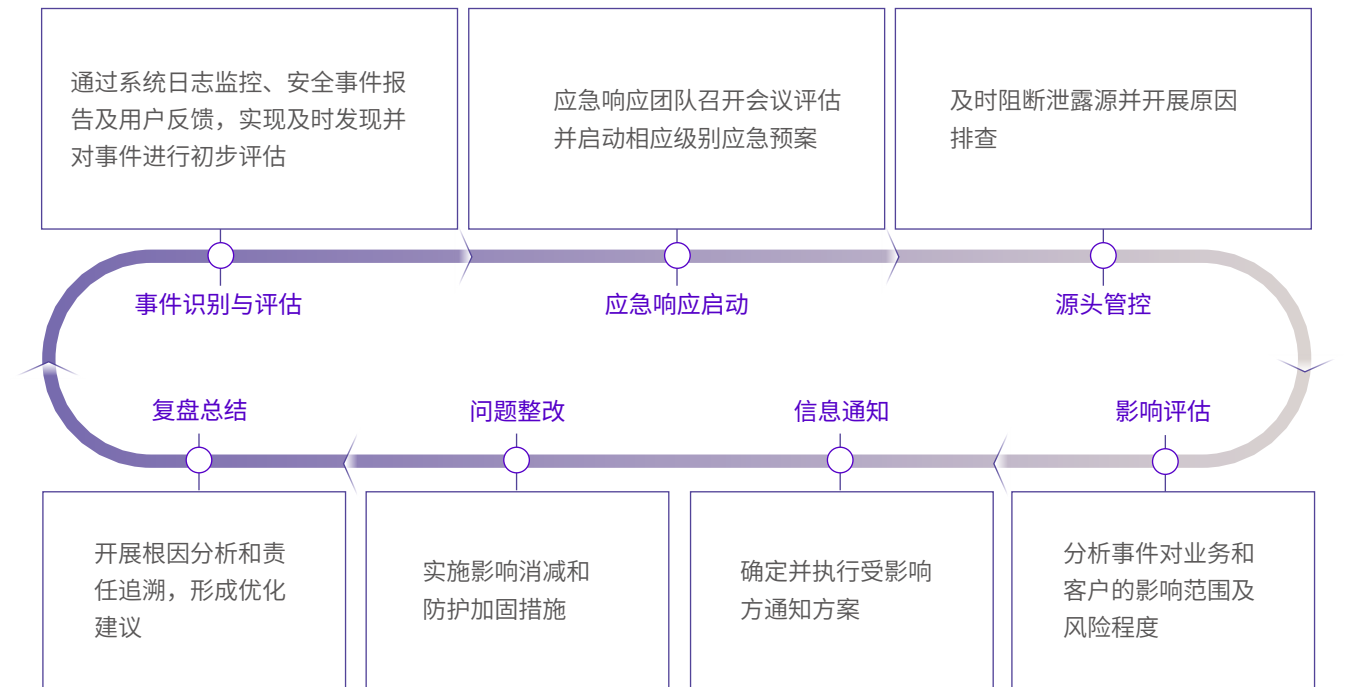 通过系统日志监控、安全事件报
告及用户反馈，实现及时发现并
对事件进行初步评估
应急响应团队召开会议评估
并启动相应级别应急预案
及时阻断泄露源并开展原因
排查
事件识别与评估
应急响应启动
源头管控
复盘总结
问题整改
信息通知
影响评估
开展根因分析和责
任追溯，形成优化
建议
实施影响消减和
防护加固措施
确定并执行受影响
方通知方案
分析事件对业务和
客户的影响范围及
风险程度